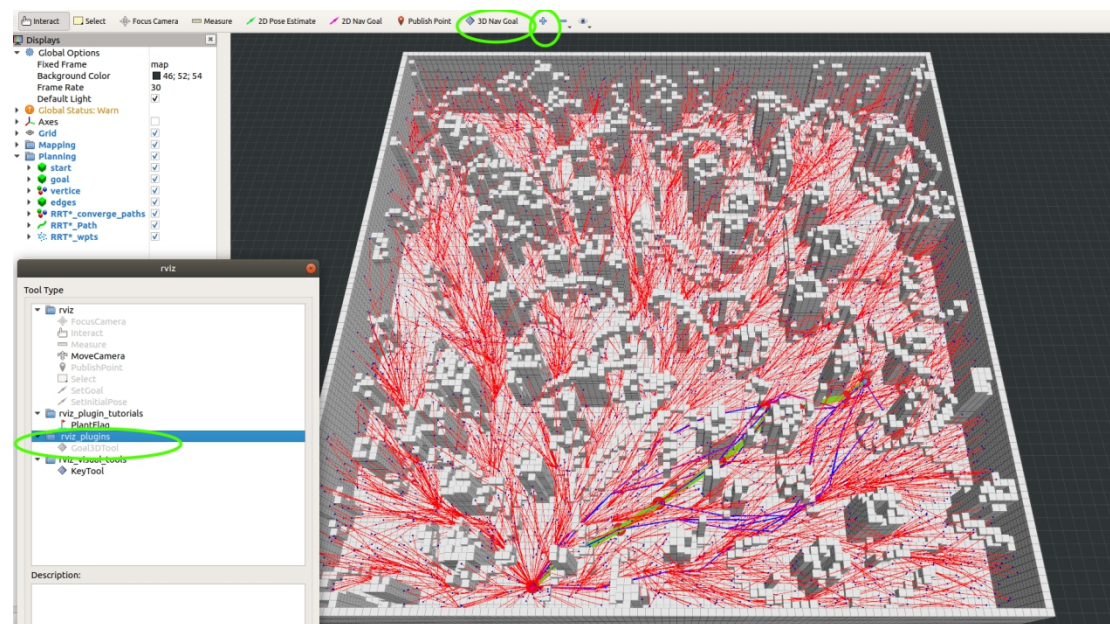 Interact Select Focus Camera Measure 2D Pose Estimate 2D Nav Goal Publish Point 3D Nav Goal
Displays
Global Options
Fixed Frame map
Background Color 46; 52; 54
Frame Rate 30
Default Light
Global Status: Warn
Axes
Grid
Mapping
Planning
start
goal
vertice
edges
RRT*_converge_paths
RRT*_Path
RRT*_wpts
rviz
Tool Type
rviz
FocusCamera
Interact
Measure
MoveCamera
PublishPoint
Select
SetGoal
SetInitialPose
rviz_plugin_tutorials
PlantFlag
rviz_plugins
Goal3DTool
rviz_visual_tools
KeyTool
Description: